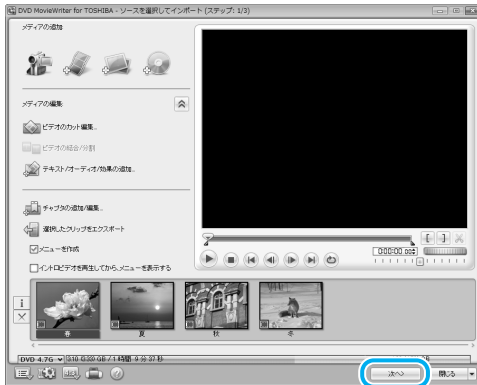 DVD MovieWriter for TOSHIBA - ソースを選択してインポート (ステップ: 1/3)
メディアの追加
メディアの編集
ビデオのカット編集...
ビデオの結合/分割
テキスト/オーディオ/効果の追加...
チャプタの追加/編集...
選択したクリップをエクスポート
メニューを作成
イントロビデオを再生してから、メニューを表示する
0:00:00 00
春
夏
秋
冬
DVD 4.7G
1時間 9 分 37 秒
次へ>
閉じる